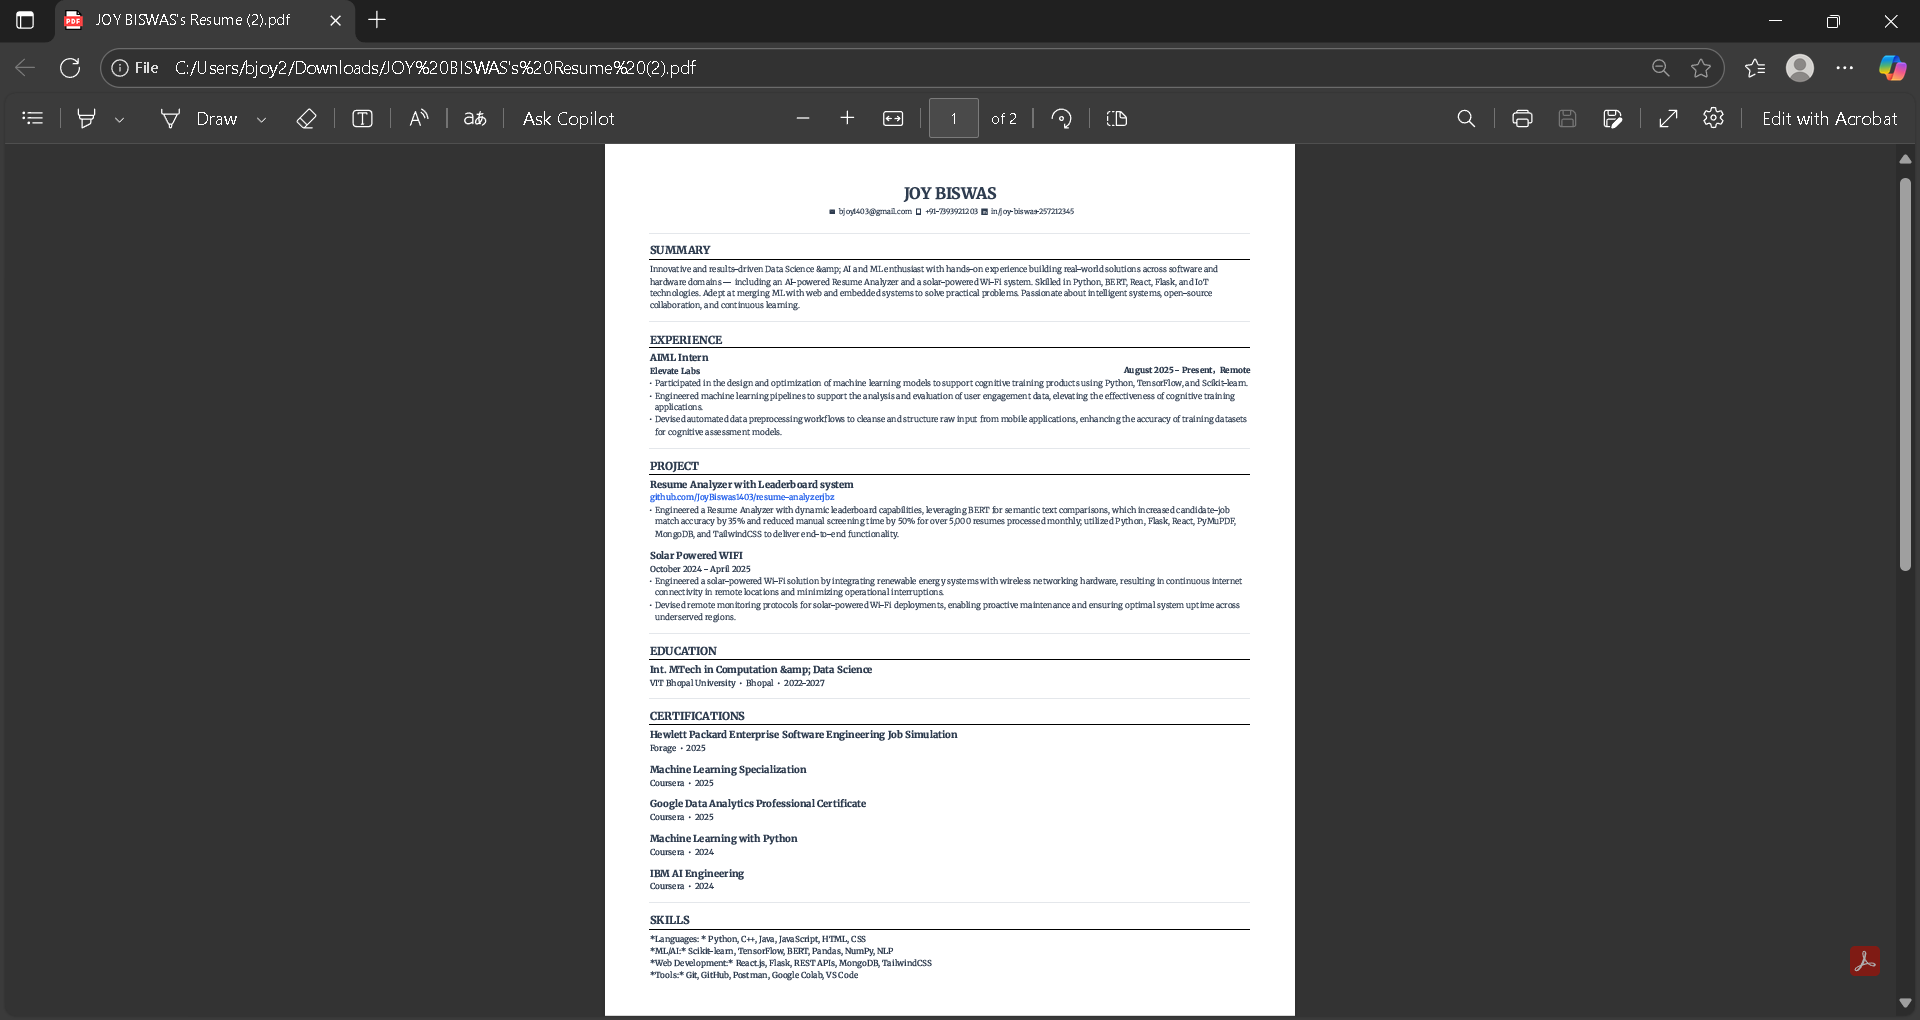 JOY BISWAS's Resume (2).pdf
File C:/Users/bjoy2/Downloads/JOY%20BISWAS's%20Resume%20(2).pdf
Draw
Ask Copilot
1 of 2
Edit with Acrobat
JOY BISWAS
bjoy1403@gmail.com +91-7393921203 in/joy-biswas-257212345
SUMMARY
Innovative and results-driven Data Science &amp; AI and ML enthusiast with hands-on experience building real-world solutions across software and
hardware domains — including an AI-powered Resume Analyzer and a solar-powered Wi-Fi system. Skilled in Python, BERT, React, Flask, and IoT
technologies. Adept at merging ML with web and embedded systems to solve practical problems. Passionate about intelligent systems, open-source
collaboration, and continuous learning.
EXPERIENCE
AIML Intern
Elevate Labs August 2025 - Present, Remote
• Participated in the design and optimization of machine learning models to support cognitive training products using Python, TensorFlow, and Scikit-learn.
• Engineered machine learning pipelines to support the analysis and evaluation of user engagement data, elevating the effectiveness of cognitive training
applications.
• Devised automated data preprocessing workflows to cleanse and structure raw input from mobile applications, enhancing the accuracy of training datasets
for cognitive assessment models.
PROJECT
Resume Analyzer with Leaderboard system
github.com/JoyBiswas1403/resume-analyzerjbz
• Engineered a Resume Analyzer with dynamic leaderboard capabilities, leveraging BERT for semantic text comparisons, which increased candidate-job
match accuracy by 35% and reduced manual screening time by 50% for over 5,000 resumes processed monthly; utilized Python, Flask, React, PyMuPDF,
MongoDB, and TailwindCSS to deliver end-to-end functionality.
Solar Powered WIFI
October 2024 - April 2025
• Engineered a solar-powered Wi-Fi solution by integrating renewable energy systems with wireless networking hardware, resulting in continuous internet
connectivity in remote locations and minimizing operational interruptions.
• Devised remote monitoring protocols for solar-powered Wi-Fi deployments, enabling proactive maintenance and ensuring optimal system uptime across
underserved regions.
EDUCATION
Int. MTech in Computation &amp; Data Science
VIT Bhopal University • Bhopal • 2022-2027
CERTIFICATIONS
Hewlett Packard Enterprise Software Engineering Job Simulation
Forage • 2025
Machine Learning Specialization
Coursera • 2025
Google Data Analytics Professional Certificate
Coursera • 2025
Machine Learning with Python
Coursera • 2024
IBM AI Engineering
Coursera • 2024
SKILLS
*Languages: * Python, C++, Java, JavaScript, HTML, CSS
*ML/AI:* Scikit-learn, TensorFlow, BERT, Pandas, NumPy, NLP
*Web Development:* React.js, Flask, REST APIs, MongoDB, TailwindCSS
*Tools:* Git, GitHub, Postman, Google Colab, VS Code